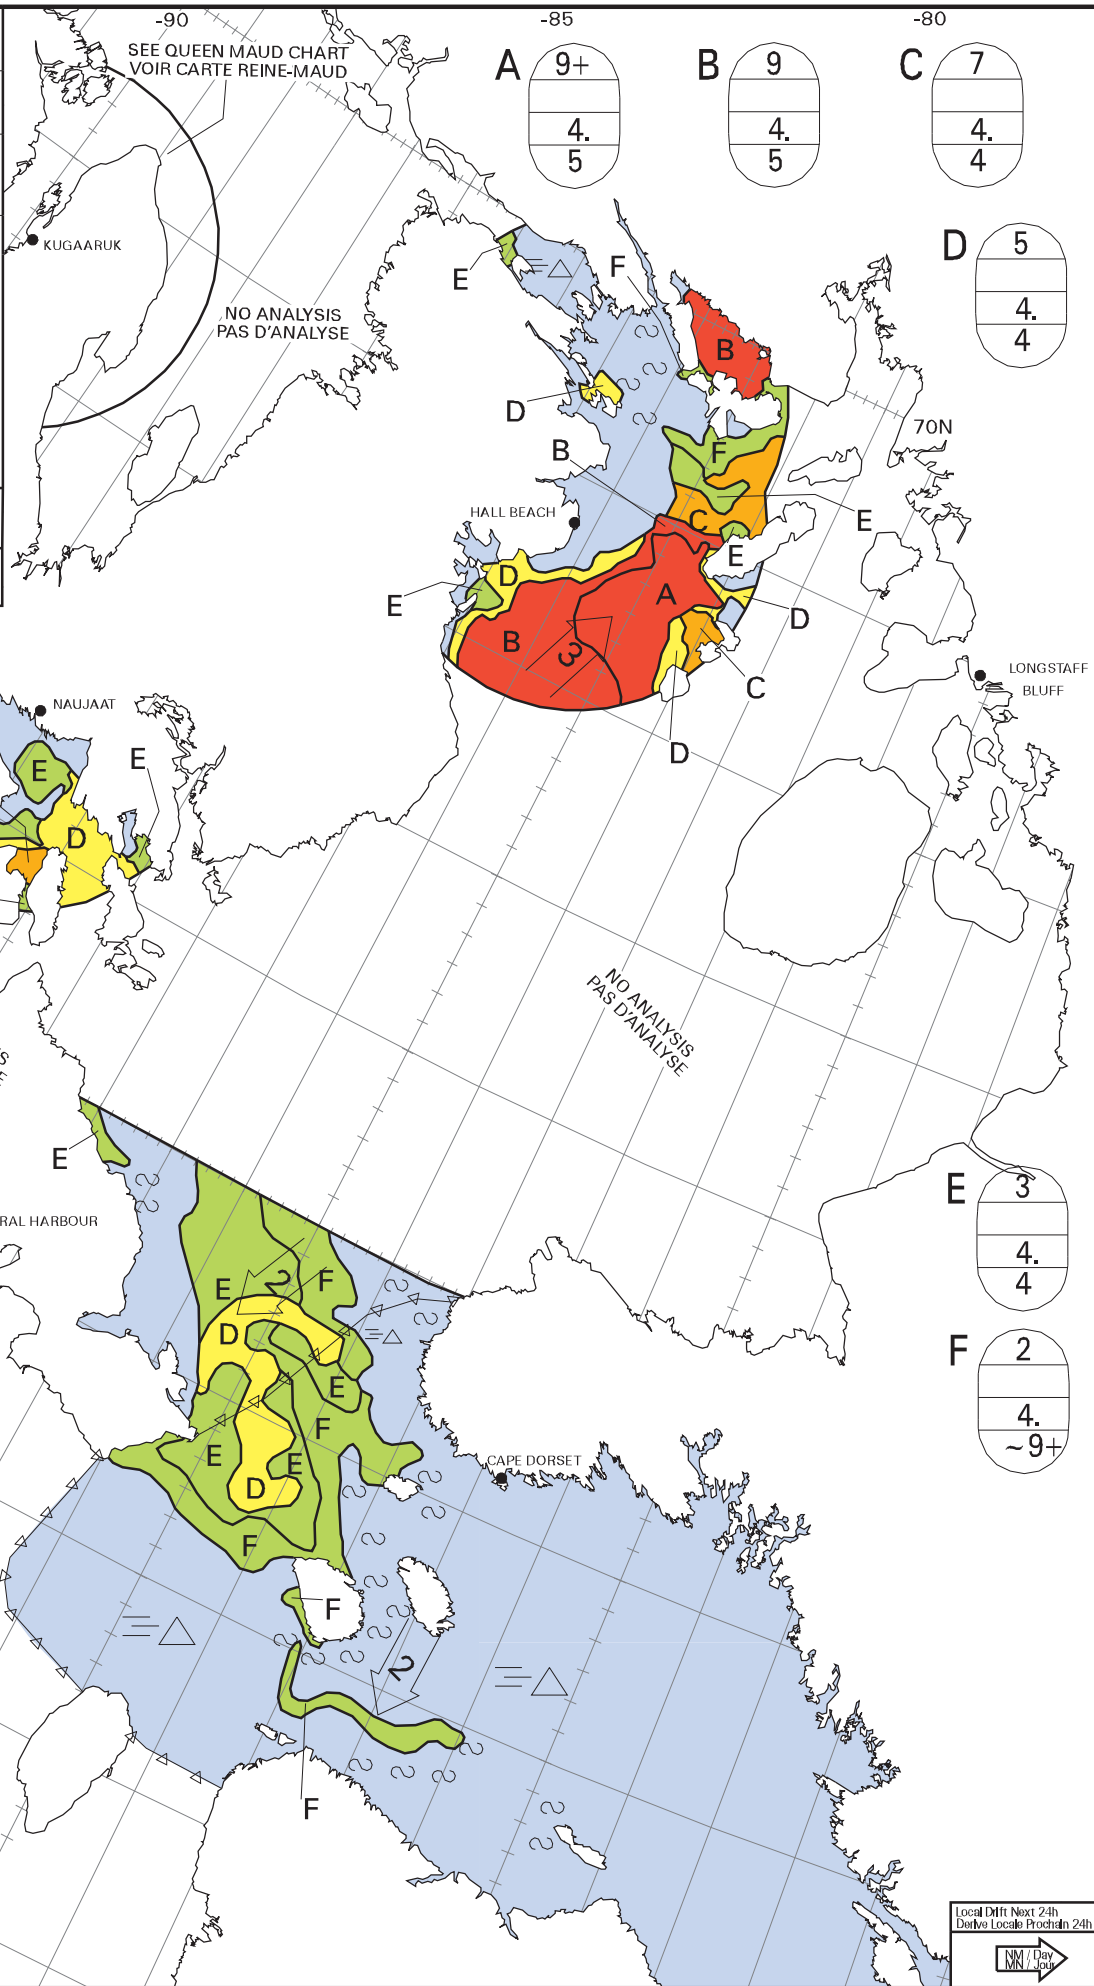 -90
-85
-80
SEE QUEEN MAUD CHART
VOIR CARTE REINE-MAUD
A
9+
4.
5
B
9
4.
5
C
7
4.
4
D
5
4.
4
KUGAARUK
NO ANALYSIS
PAS D'ANALYSE
E
F
B
D
70N
B
F
HALL BEACH
C
E
E
D
E
A
D
B
3
C
LONGSTAFF
BLUFF
D
NAUJAAT
E
E
D
NO ANALYSIS
PAS D'ANALYSE
E
RAL HARBOUR
E
3
4.
4
E
2
F
D
F
2
4.
~9+
E
F
E
E
CAPE DORSET
D
F
F
2
F
Local Drift Next 24h
Derive Locale Prochain 24h
NM / Day
MN / Jour